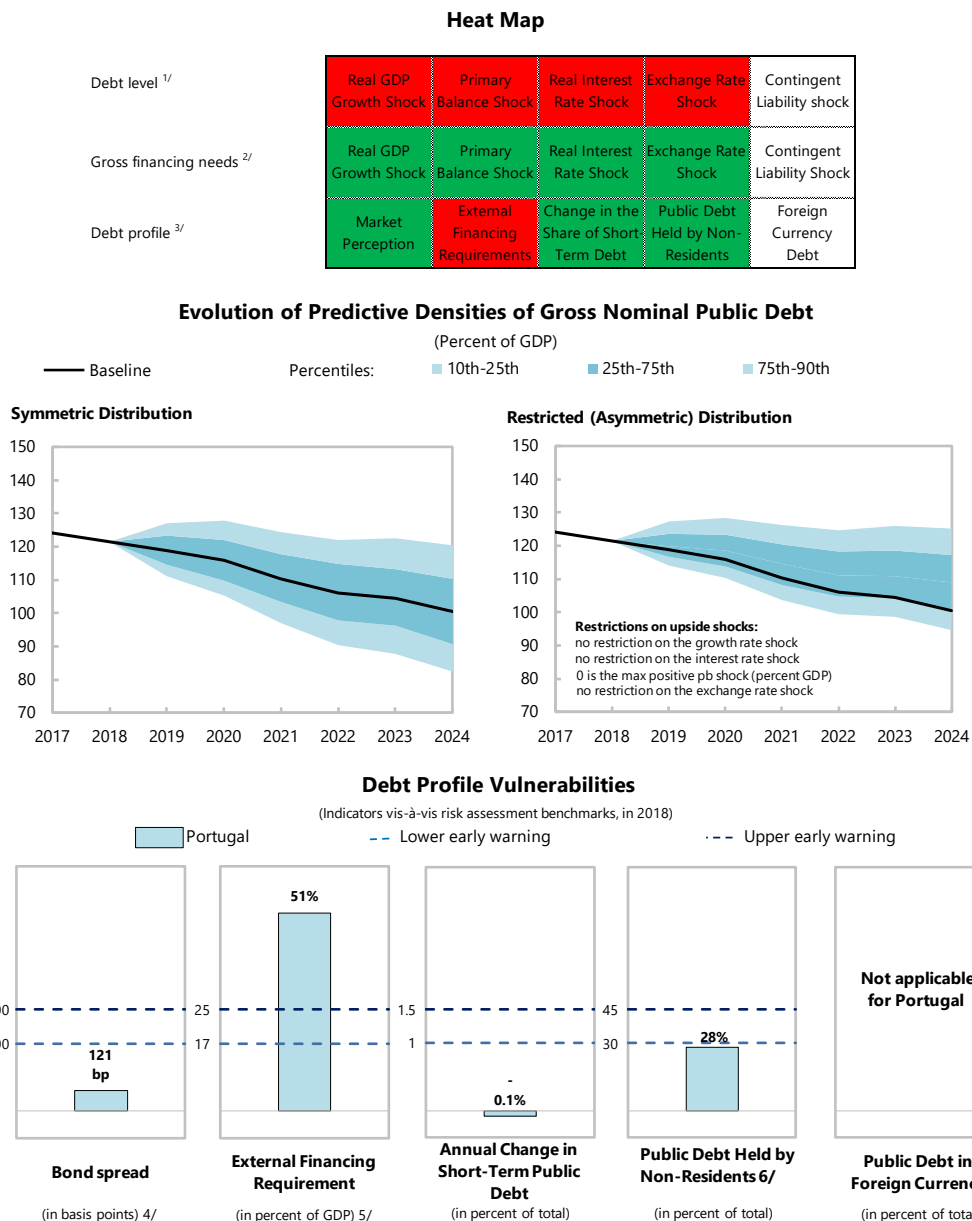 Heat Map
Debt level 1/
Real GDP Growth Shock
Primary Balance Shock
Real Interest Rate Shock
Exchange Rate Shock
Contingent Liability shock
Gross financing needs 2/
Real GDP Growth Shock
Primary Balance Shock
Real Interest Rate Shock
Exchange Rate Shock
Contingent Liability Shock
Debt profile 3/
Market Perception
External Financing Requirements
Change in the Share of Short-Term Debt
Public Debt Held by Non-Residents
Foreign Currency Debt
Evolution of Predictive Densities of Gross Nominal Public Debt
(Percent of GDP)
Baseline
Percentiles:
10th-25th
25th-75th
75th-90th
Symmetric Distribution
150
140
130
120
110
100
90
80
70
2017 2018 2019 2020 2021 2022 2023 2024
Restricted (Asymmetric) Distribution
150
140
130
120
110
100
90
80
70
Restrictions on upside shocks:
no restriction on the growth rate shock
no restriction on the interest rate shock
0 is the max positive pb shock (percent GDP)
no restriction on the exchange rate shock
2017 2018 2019 2020 2021 2022 2023 2024
Debt Profile Vulnerabilities
(Indicators vis-à-vis risk assessment benchmarks, in 2018)
Portugal
Lower early warning
Upper early warning
121
bp
Bond spread
(in basis points) 4/
51%
25
17
External Financing
Requirement
(in percent of GDP) 5/
1.5
1
-
0.1%
Annual Change in
Short-Term Public
Debt
(in percent of total)
45
30
28%
Public Debt Held by
Non-Residents 6/
(in percent of total)
Not applicable
for Portugal
Public Debt in
Foreign Currenc
(in percent of total